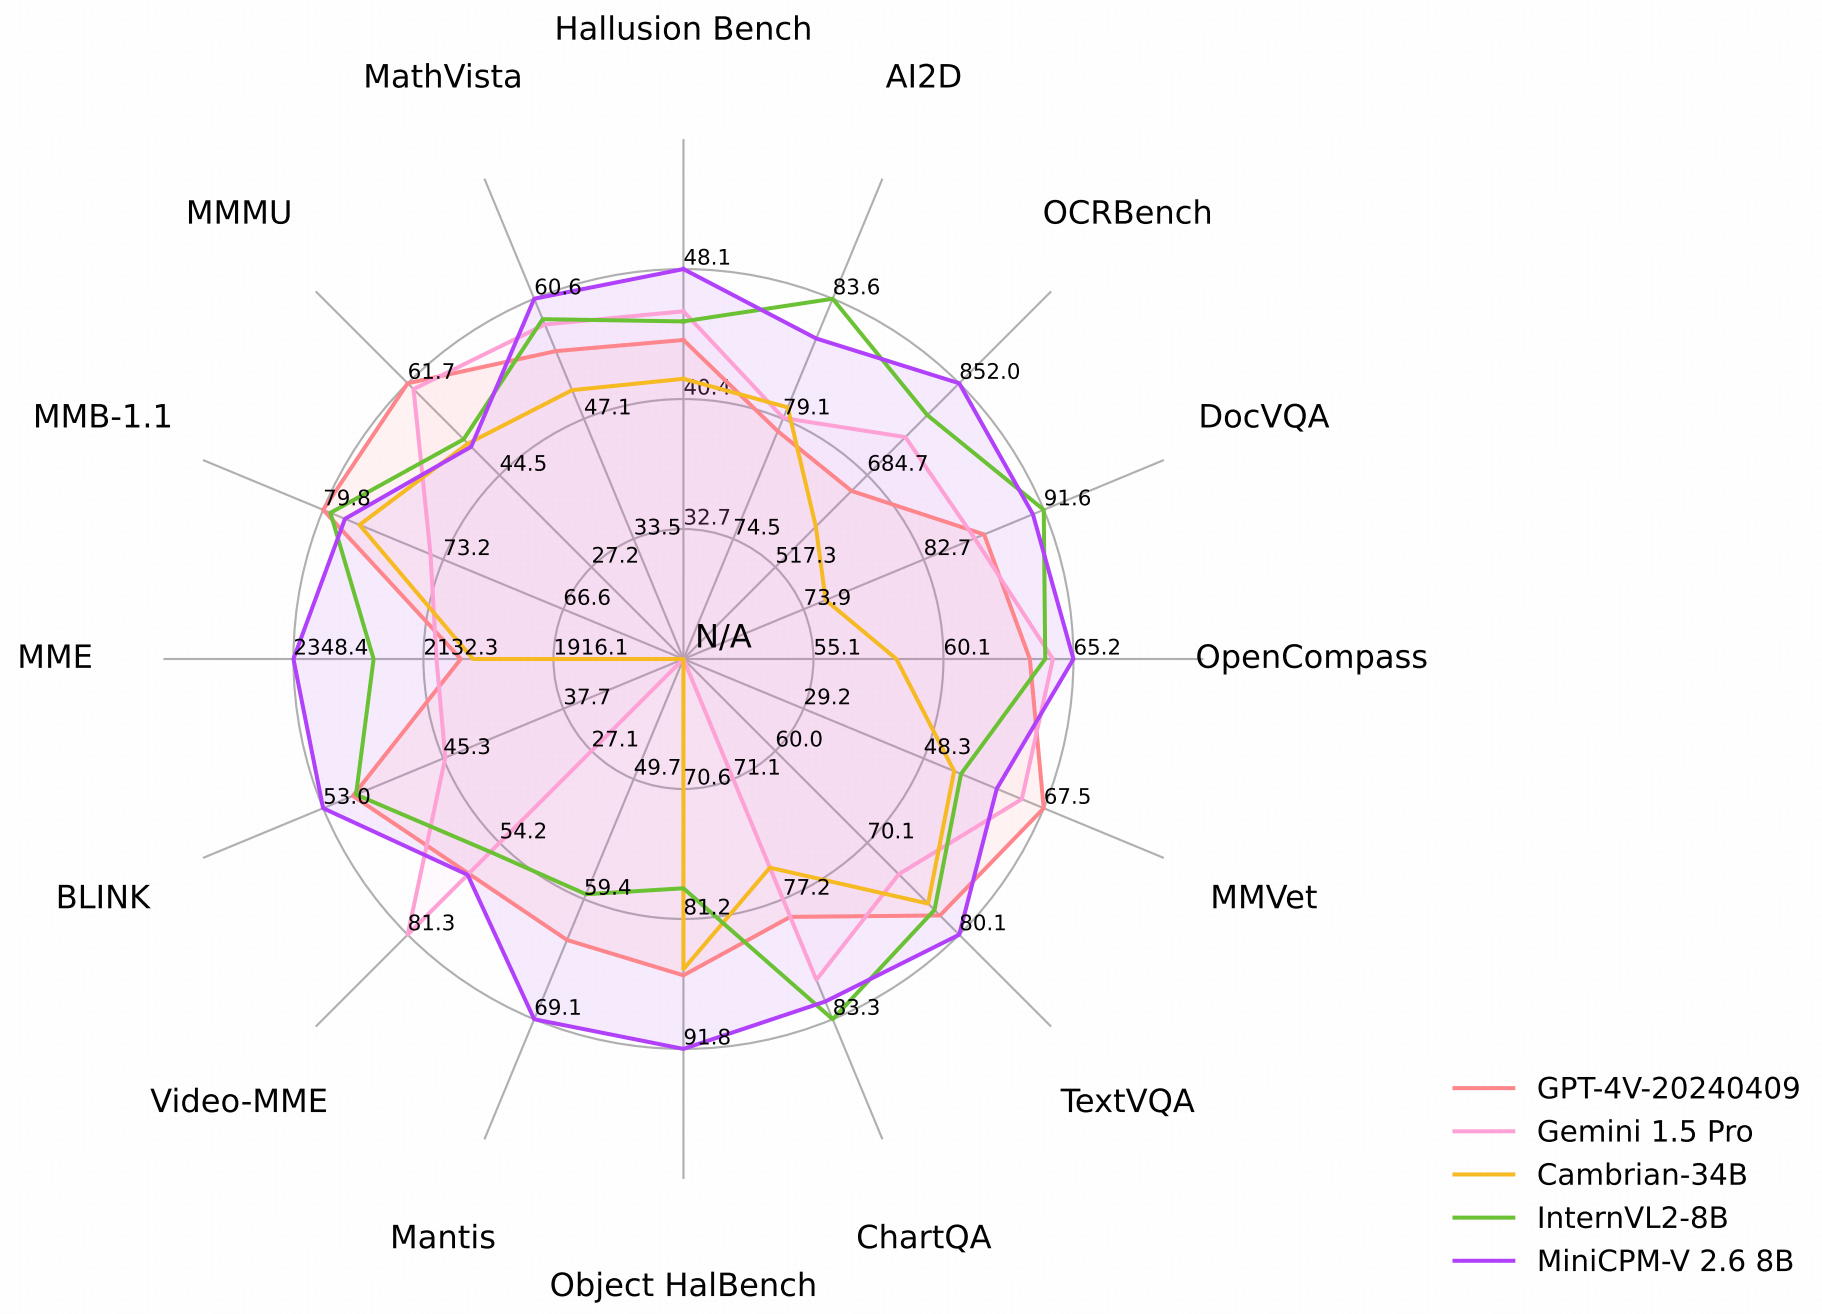 Hallusion Bench
MathVista
AI2D
MMMU
OCRBench
48.1
60.6
83.6
61.7
40.4
852.0
MMB-1.1
47.1
79.1
DocVQA
44.5
684.7
79.8
91.6
33.5
32.7
74.5
73.2
27.2
517.3
82.7
66.6
73.9
N/A
MME
2348.4
2132.3
1916.1
55.1
60.1
65.2
OpenCompass
37.7
29.2
45.3
27.1
60.0
48.3
49.7
70.6
71.1
53.0
67.5
54.2
70.1
BLINK
59.4
77.2
MMVet
81.2
81.3
80.1
69.1
83.3
91.8
Video-MME
TextVQA
Mantis
ChartQA
Object HalBench
GPT-4V-20240409
Gemini 1.5 Pro
Cambrian-34B
InternVL2-8B
MiniCPM-V 2.6 8B